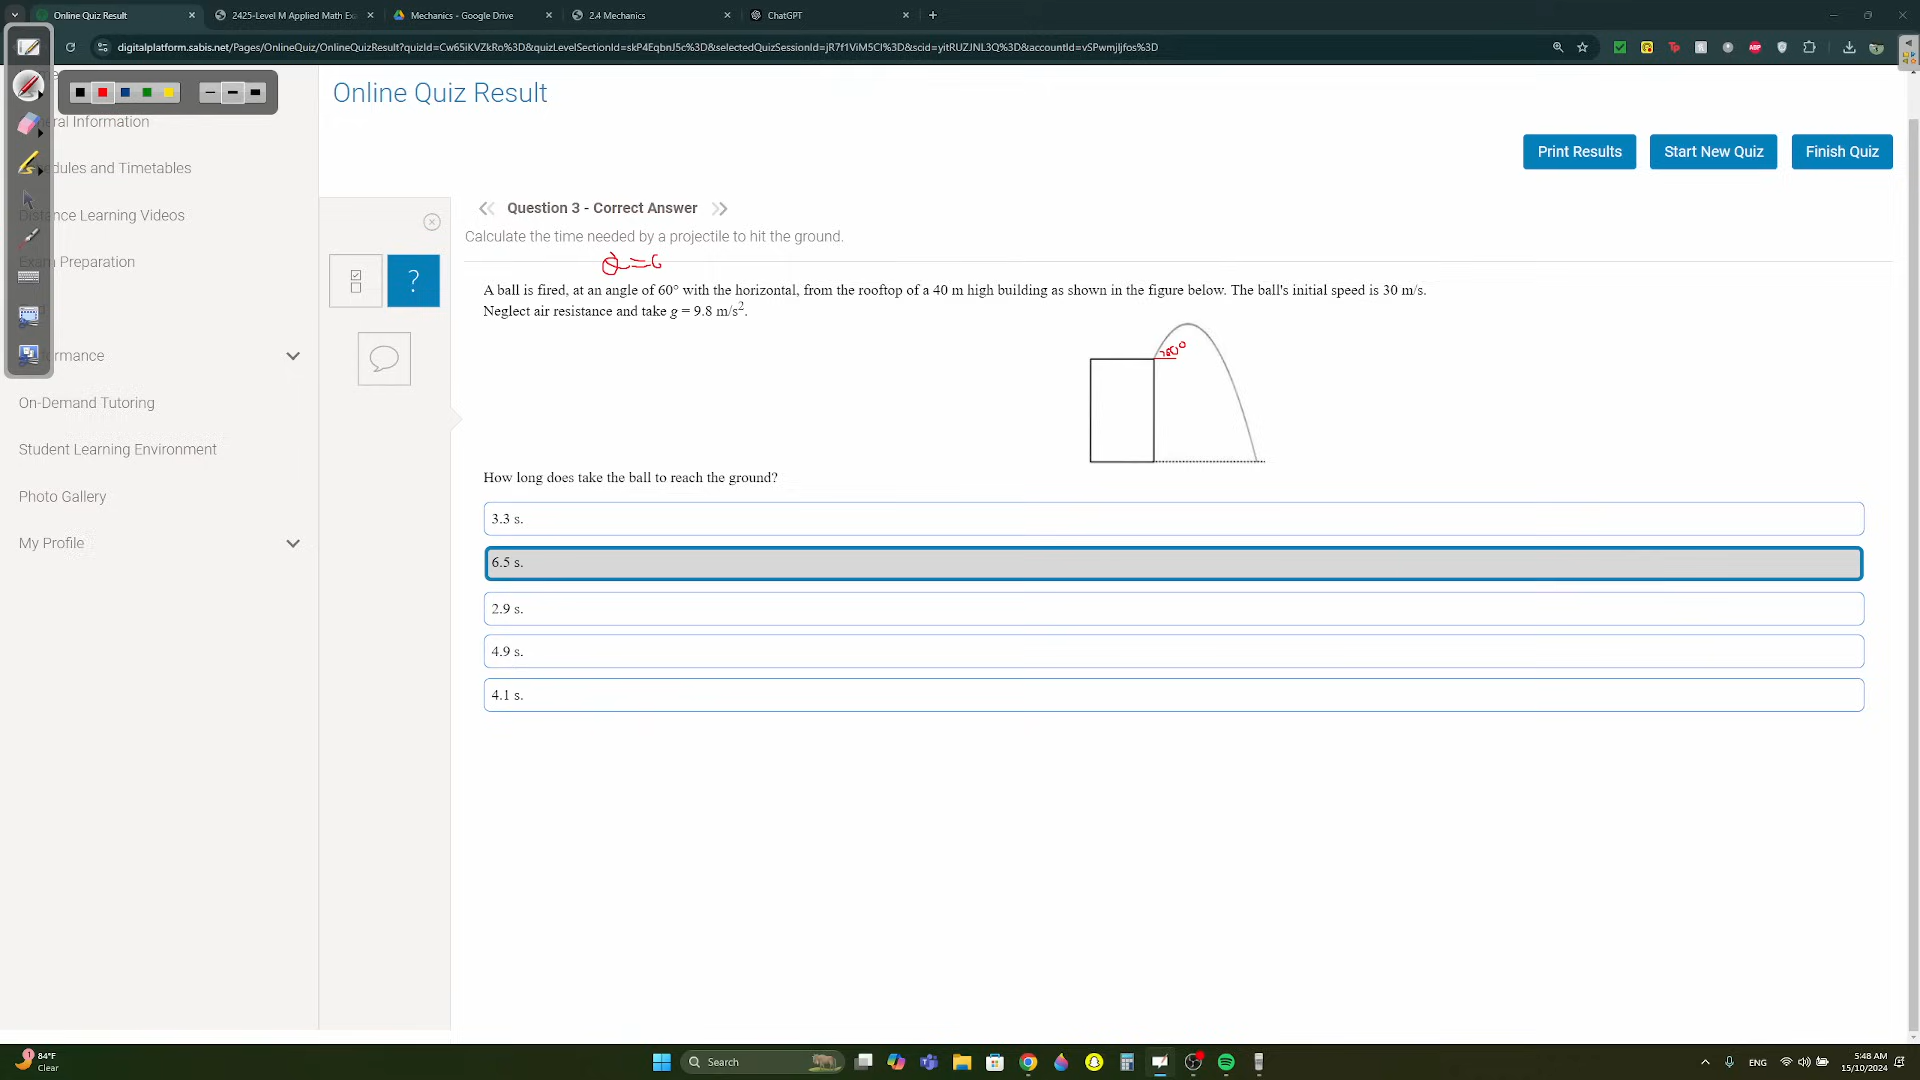 Online Quiz Result
2425-Level M Applied Math Ex
Mechanics - Google Drive
2.4 Mechanics
ChatGPT
digitalplatform.sabis.net/Pages/OnlineQuiz/OnlineQuizResult?quizId=Cw65iKVZkRo%3D&quizLevelSectionId=skP4EqbnJ5c%3D&selectedQuizSessionId=jR7f1ViM5CI%3D&scid=yitRUZJNL3Q%3D&accountId=vSPwmjljfos%3D
Online Quiz Result
ral Information
dules and Timetables
Distance Learning Videos
Exam Preparation
rmance
On-Demand Tutoring
Student Learning Environment
Photo Gallery
My Profile
Print Results
Start New Quiz
Finish Quiz
?
Question 3 - Correct Answer
Calculate the time needed by a projectile to hit the ground.
A ball is fired, at an angle of 60° with the horizontal, from the rooftop of a 40 m high building as shown in the figure below. The ball's initial speed is 30 m/s.
Neglect air resistance and take g = 9.8 m/s².
How long does take the ball to reach the ground?
3.3 s.
6.5 s.
2.9 s.
4.9 s.
4.1 s.
1
84°F
Clear
Search
ENG
5:48 AM
15/10/2024